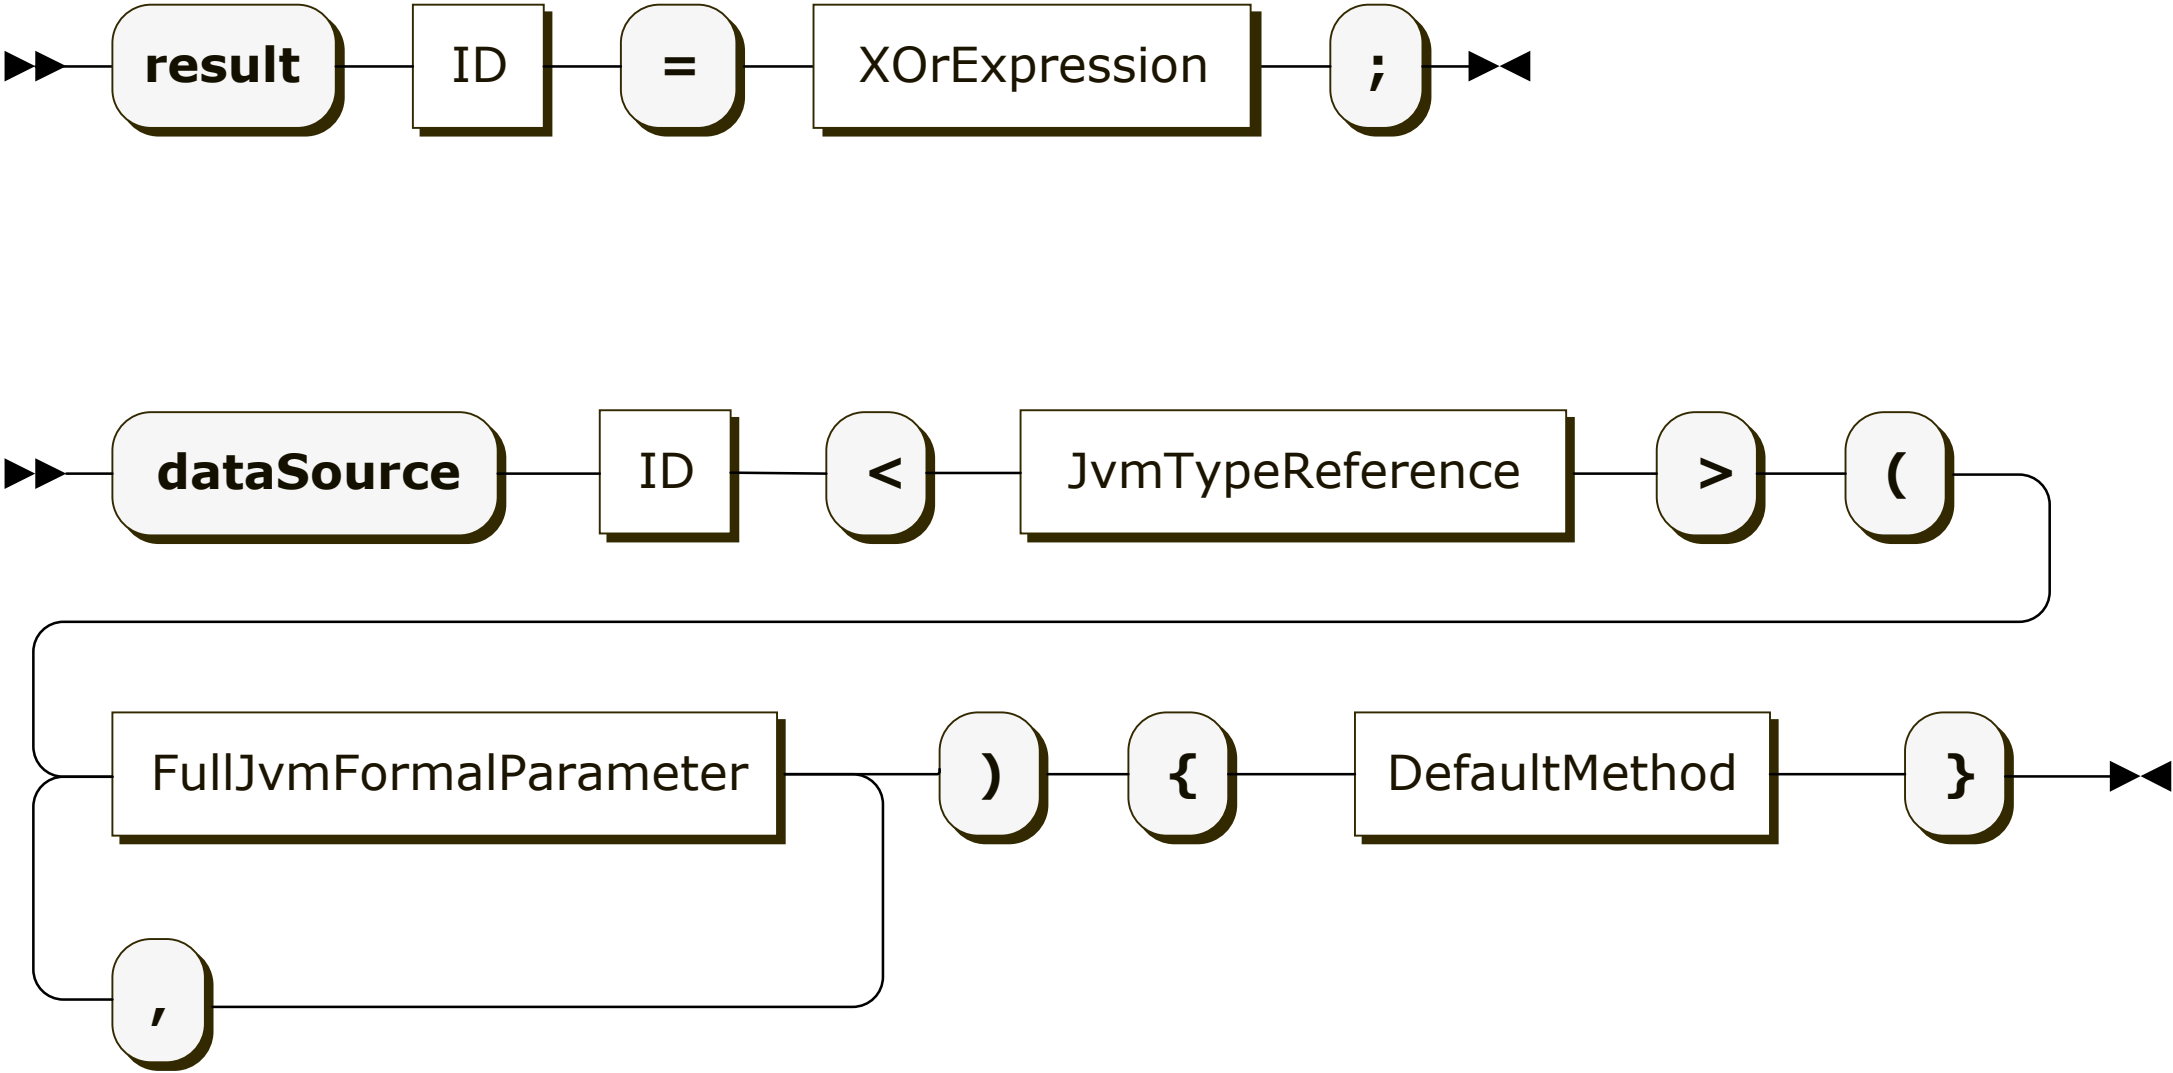 result ID = XOrExpression ;
dataSource ID < JvmTypeReference > (
FullJvmFormalParameter ) { DefaultMethod }
,